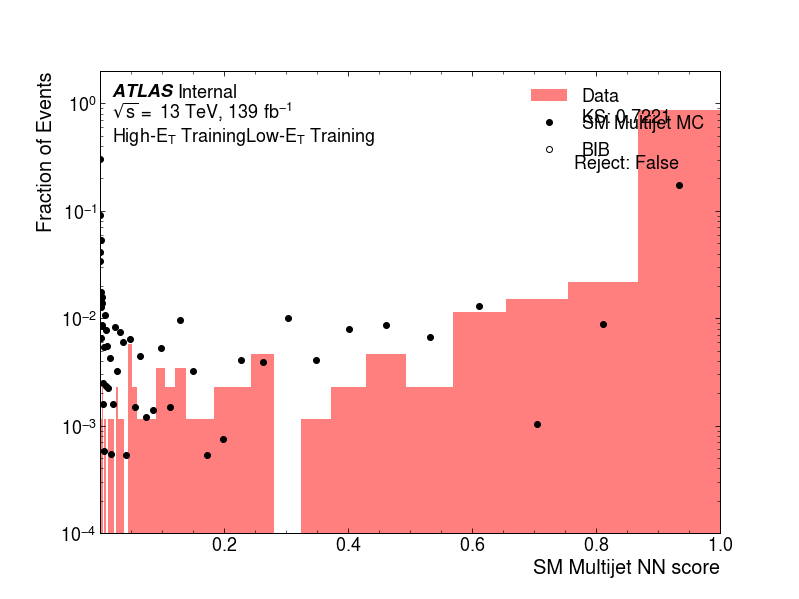 ATLAS Internal
√s = 13 TeV, 139 fb⁻¹
High-E_T TrainingLow-E_T Training
Data
KS: 0.7221
SM Multijet MC
BIB
Reject: False
Fraction of Events
10⁰
10⁻¹
10⁻²
10⁻³
10⁻⁴
0.2 0.4 0.6 0.8 1.0
SM Multijet NN score